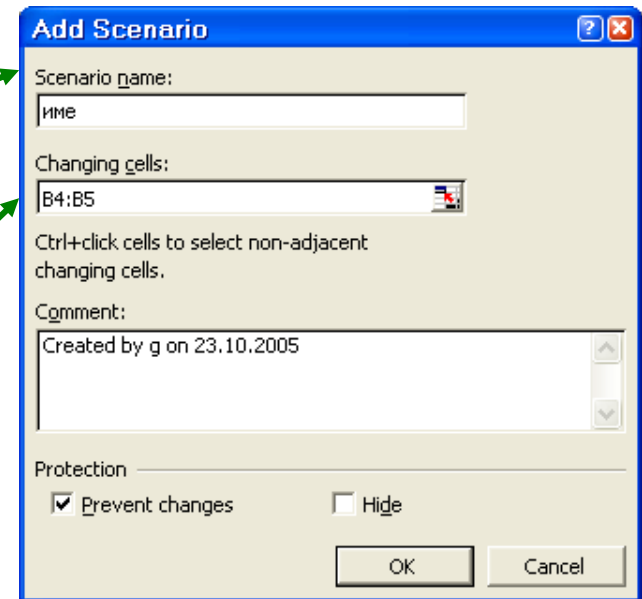 Add Scenario
Scenario name:
име
Changing cells:
B4:B5
Ctrl+click cells to select non-adjacent
changing cells.
Comment:
Created by g on 23.10.2005
Protection
Prevent changes Hide
OK Cancel